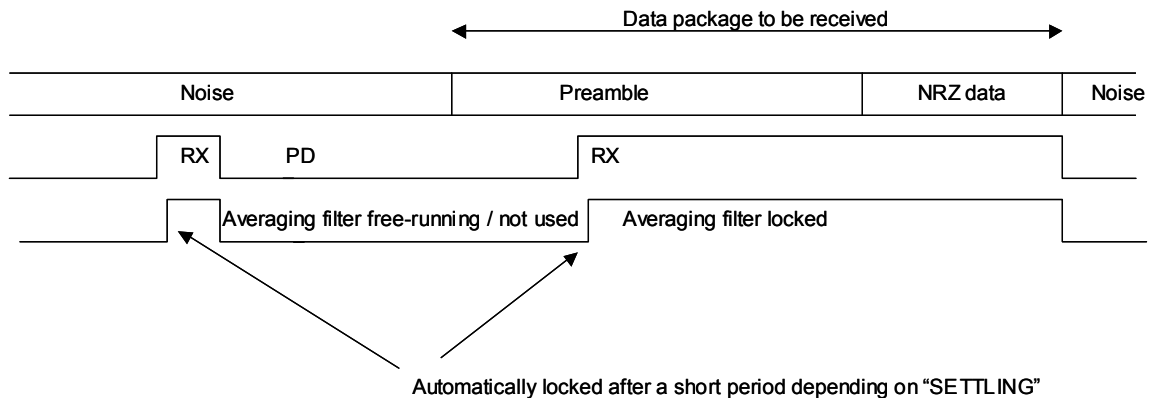 Data package to be received
Noise Preamble NRZ data Noise
RX PD RX
Averaging filter free-running / not used Averaging filter locked
Automatically locked after a short period depending on “SETTLING”